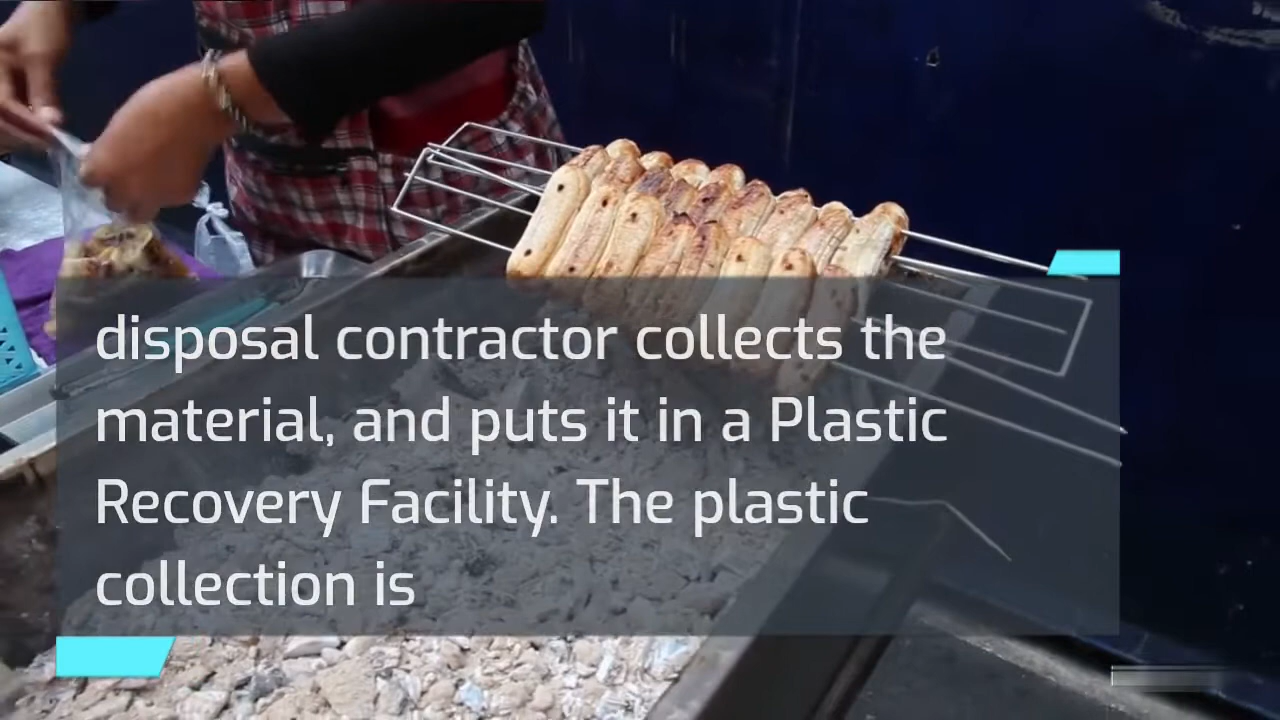 disposal contractor collects the
material, and puts it in a Plastic
Recovery Facility. The plastic
collection is